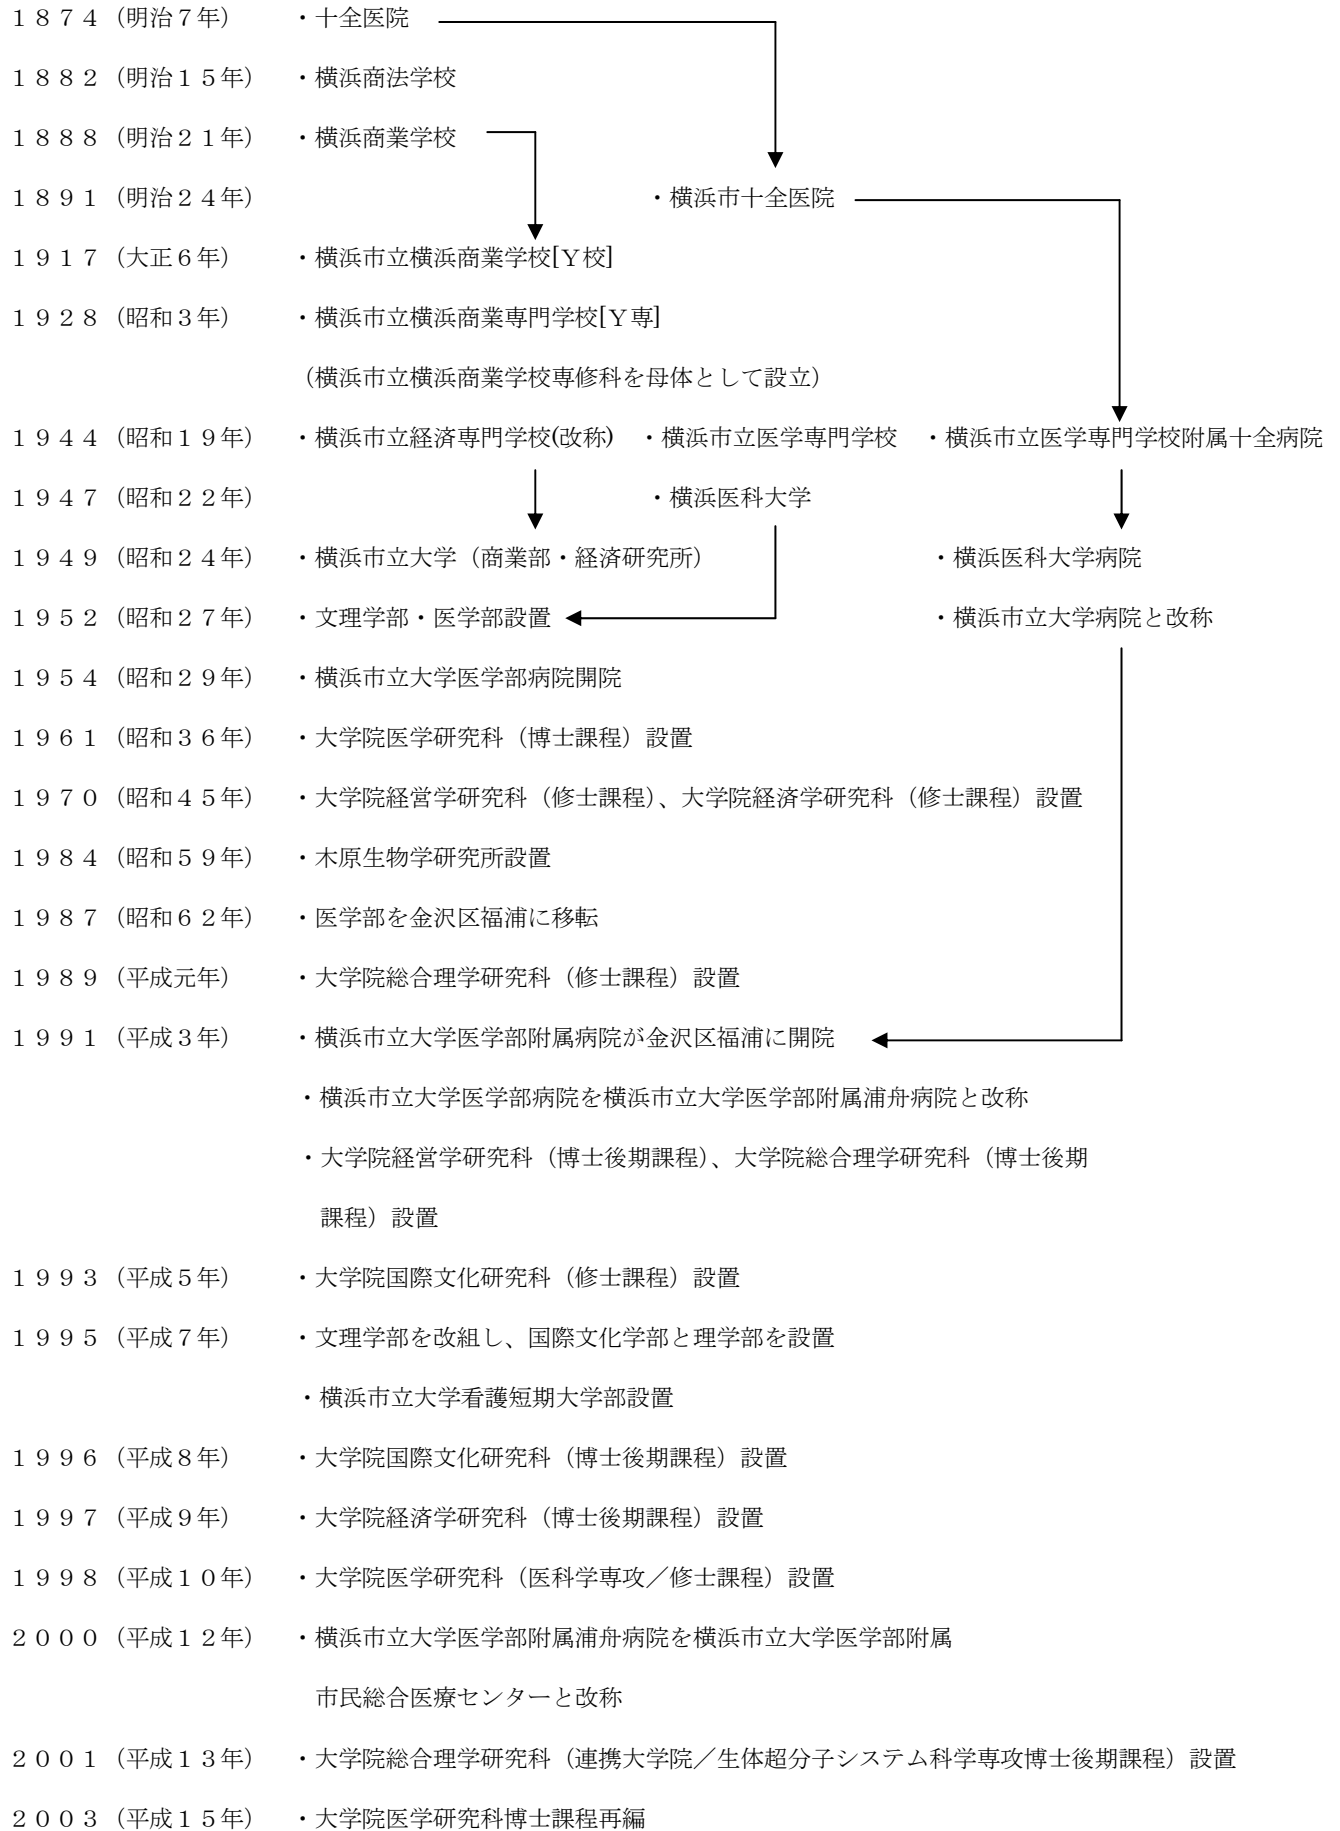 １８７４（明治７年）　・十全医院
１８８２（明治１５年）　・横浜商法学校
１８８８（明治２１年）　・横浜商業学校
１８９１（明治２４年）　・横浜市十全医院
１９１７（大正６年）　・横浜市立横浜商業学校[Ｙ校]
１９２８（昭和３年）　・横浜市立横浜商業専門学校[Ｙ専]
（横浜市立横浜商業学校専修科を母体として設立）
１９４４（昭和１９年）　・横浜市立経済専門学校(改称)　・横浜市立医学専門学校　・横浜市立医学専門学校附属十全病院
１９４７（昭和２２年）　・横浜医科大学
１９４９（昭和２４年）　・横浜市立大学（商業部・経済研究所）　・横浜医科大学病院
１９５２（昭和２７年）　・文理学部・医学部設置　・横浜市立大学病院と改称
１９５４（昭和２９年）　・横浜市立大学医学部病院開院
１９６１（昭和３６年）　・大学院医学研究科（博士課程）設置
１９７０（昭和４５年）　・大学院経営学研究科（修士課程）、大学院経済学研究科（修士課程）設置
１９８４（昭和５９年）　・木原生物学研究所設置
１９８７（昭和６２年）　・医学部を金沢区福浦に移転
１９８９（平成元年）　・大学院総合理学研究科（修士課程）設置
１９９１（平成３年）　・横浜市立大学医学部附属病院が金沢区福浦に開院
・横浜市立大学医学部病院を横浜市立大学医学部附属浦舟病院と改称
・大学院経営学研究科（博士後期課程）、大学院総合理学研究科（博士後期
課程）設置
１９９３（平成５年）　・大学院国際文化研究科（修士課程）設置
１９９５（平成７年）　・文理学部を改組し、国際文化学部と理学部を設置
・横浜市立大学看護短期大学部設置
１９９６（平成８年）　・大学院国際文化研究科（博士後期課程）設置
１９９７（平成９年）　・大学院経済学研究科（博士後期課程）設置
１９９８（平成１０年）　・大学院医学研究科（医科学専攻／修士課程）設置
２０００（平成１２年）　・横浜市立大学医学部附属浦舟病院を横浜市立大学医学部附属
市民総合医療センターと改称
２００１（平成１３年）　・大学院総合理学研究科（連携大学院／生体超分子システム科学専攻博士後期課程）設置
２００３（平成１５年）　・大学院医学研究科博士課程再編